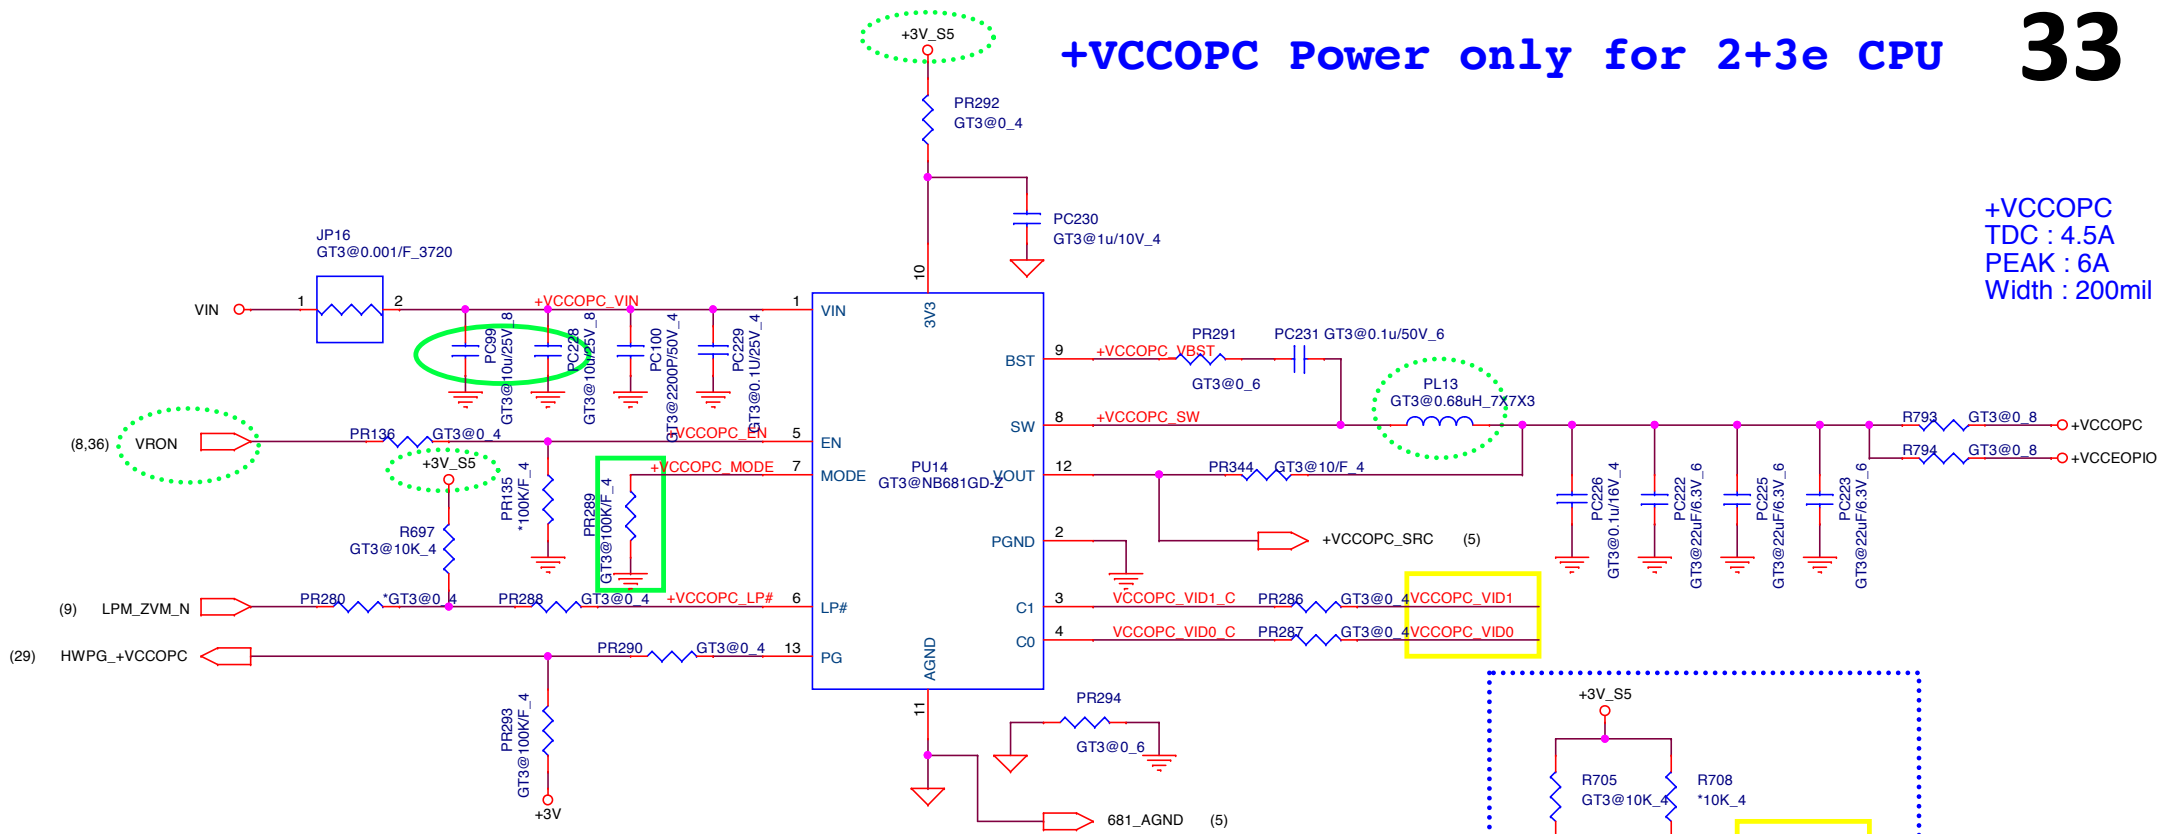 +3V_S5
+VCCOPC Power only for 2+3e CPU
33
PR292
GT3@0_4
PC230
GT3@1u/10V_4
+VCCOPC
TDC : 4.5A
PEAK : 6A
Width : 200mil
JP16
GT3@0.001/F_3720
VIN
1
2
+VCCOPC_VIN
1
VIN
10
3V3
PC99
GT3@10u/25V_8
PC228
GT3@10u/25V_8
PC100
GT3@2200P/50V_4
PC229
GT3@0.1U/25V_4
BST
9
+VCCOPC_VBST
PR291
GT3@0_6
PC231 GT3@0.1u/50V_6
PL13
GT3@0.68uH_7X7X3
SW
8
+VCCOPC_SW
R793
GT3@0_8
+VCCOPC
R794
GT3@0_8
+VCCEOPIO
(8,36)
VRON
PR136
GT3@0_4
+VCCOPC_EN
5
EN
+3V_S5
+VCCOPC_MODE
7
MODE
PU14
GT3@NB681GD-Z
VOUT
12
PR344
GT3@10/F_4
PR135
*100K/F_4
PR289
GT3@100K/F_4
PC226
GT3@0.1u/16V_4
PC222
GT3@22uF/6.3V_6
PC225
GT3@22uF/6.3V_6
PC223
GT3@22uF/6.3V_6
R697
GT3@10K_4
PGND
2
+VCCOPC_SRC
(5)
(9)
LPM_ZVM_N
PR280
*GT3@0_4
PR288
GT3@0_4
+VCCOPC_LP#
6
LP#
C1
3
VCCOPC_VID1_C
PR286
GT3@0_4
VCCOPC_VID1
C0
4
VCCOPC_VID0_C
PR287
GT3@0_4
VCCOPC_VID0
(29)
HWPG_+VCCOPC
PR290
GT3@0_4
13
PG
AGND
11
PR293
GT3@100K/F_4
+3V
PR294
GT3@0_6
681_AGND
(5)
+3V_S5
R705
GT3@10K_4
R708
*10K_4